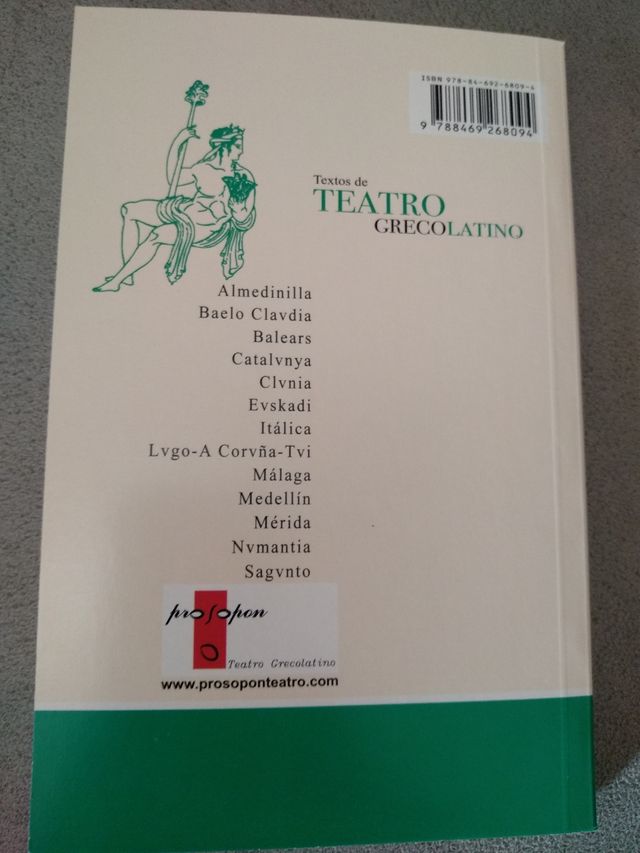 ISBN 978-84-692-6809-4
9 788469 268094
Textos de
TEATRO
GRECOLATINO
Almedinilla
Baelo Clavdia
Balears
Catalvnya
Clvnia
Evskadi
Itálica
Lvgo-A Corvña-Tvi
Málaga
Medellín
Mérida
Nvmantia
Sagvnto
prosopon
Teatro Grecolatino
www.prosoponteatro.com